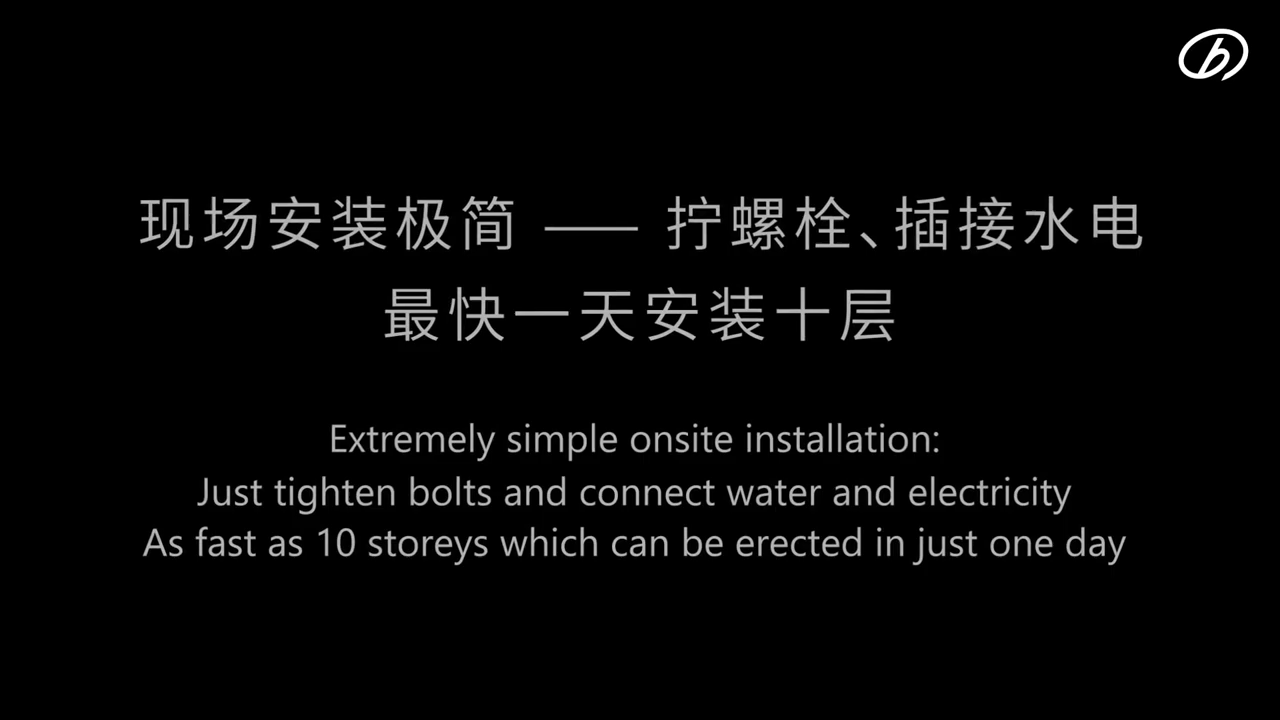 现场安装极简 —— 拧螺栓、插接水电
最快一天安装十层
Extremely simple onsite installation:
Just tighten bolts and connect water and electricity
As fast as 10 storeys which can be erected in just one day